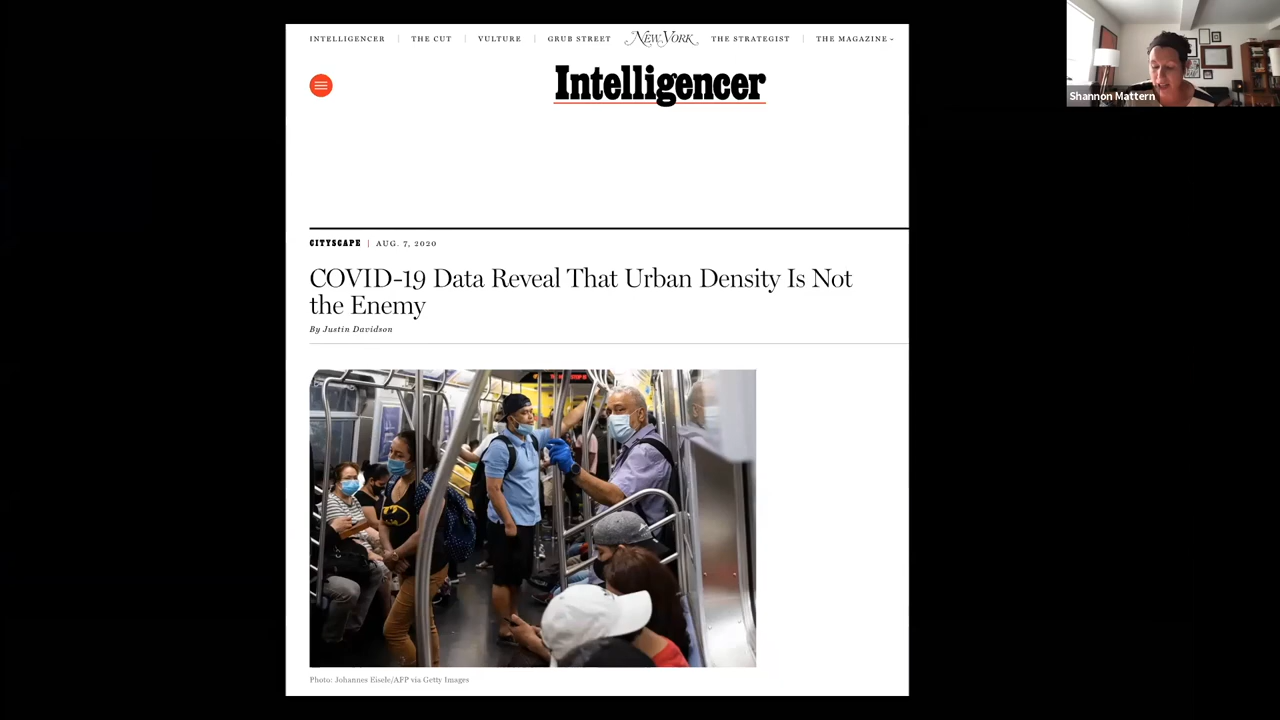 INTELLIGENCER | THE CUT | VULTURE | GRUB STREET NEW YORK THE STRATEGIST | THE MAGAZINE
Intelligencer
Shannon Mattern
CITYSCAPE | AUG. 7, 2020
COVID-19 Data Reveal That Urban Density Is Not
the Enemy
By Justin Davidson
Photo: Johannes Eisele/AFP via Getty Images